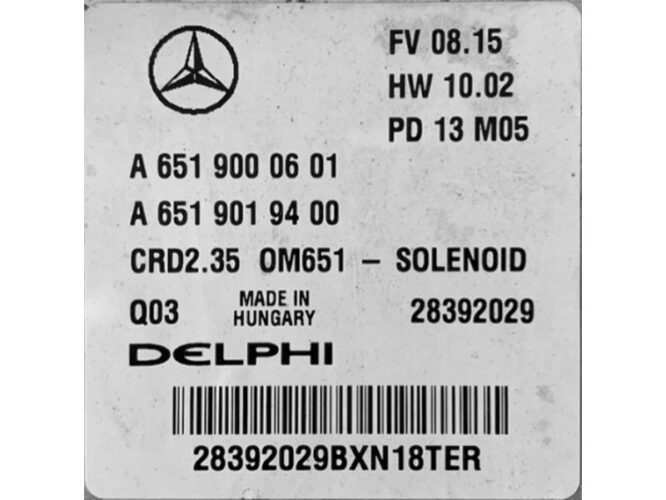 FV 08.15
HW 10.02
PD 13 M05
A 651 900 06 01
A 651 901 94 00
CRD2.35 OM651 – SOLENOID
Q03 MADE IN HUNGARY 28392029
DELPHI
28392029BXN18TER